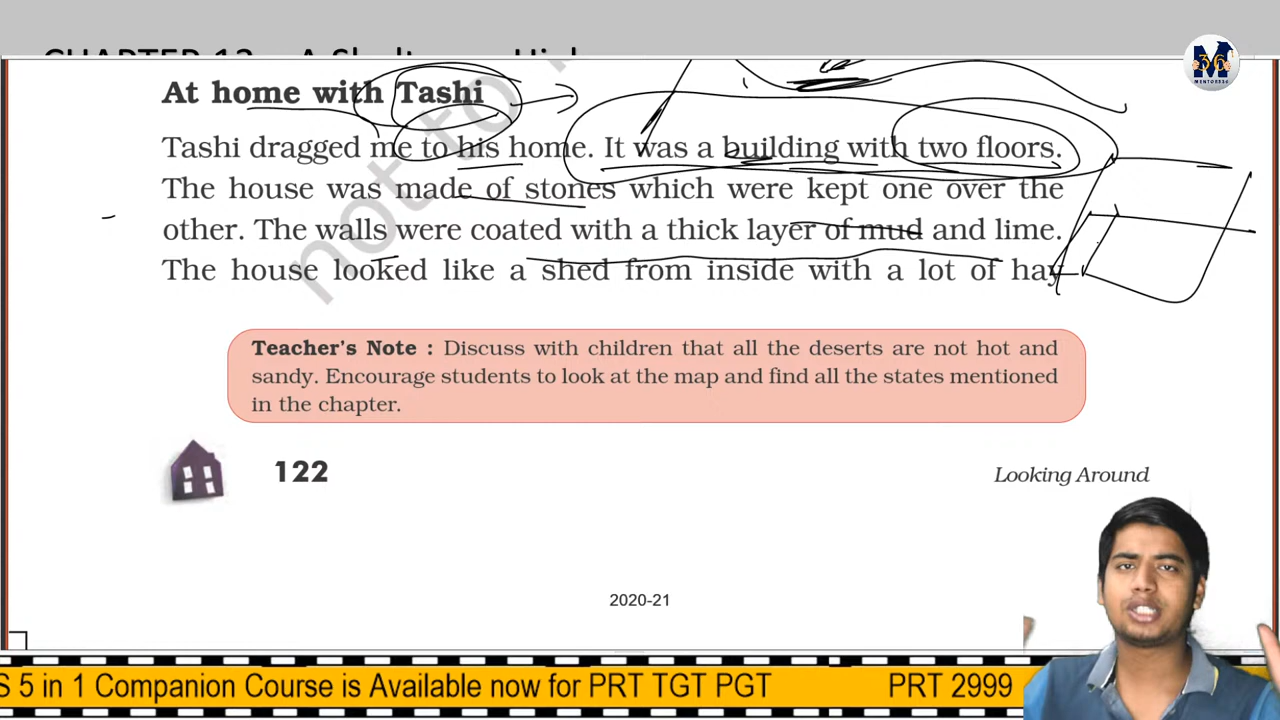 At home with Tashi
Tashi dragged me to his home. It was a building with two floors.
The house was made of stones which were kept one over the
other. The walls were coated with a thick layer of mud and lime.
The house looked like a shed from inside with a lot of hay
not to
Teacher's Note : Discuss with children that all the deserts are not hot and
sandy. Encourage students to look at the map and find all the states mentioned
in the chapter.
122
Looking Around
2020-21
S 5 in 1 Companion Course is Available now for PRT TGT PGT PRT 2999
M
36
MENTORS36